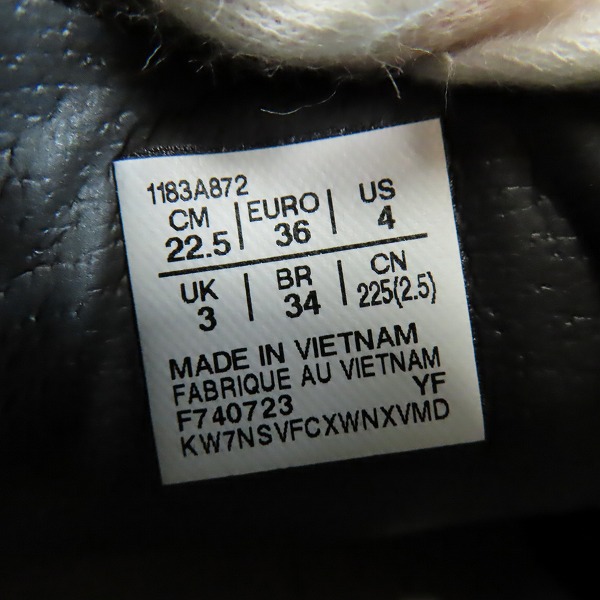 1183A872
CM | EURO | US
22.5 | 36 | 4
UK | BR | CN
3 | 34 | 225(2.5)
MADE IN VIETNAM
FABRIQUE AU VIETNAM
F740723 YF
KW7NSVFCXWNXVMD